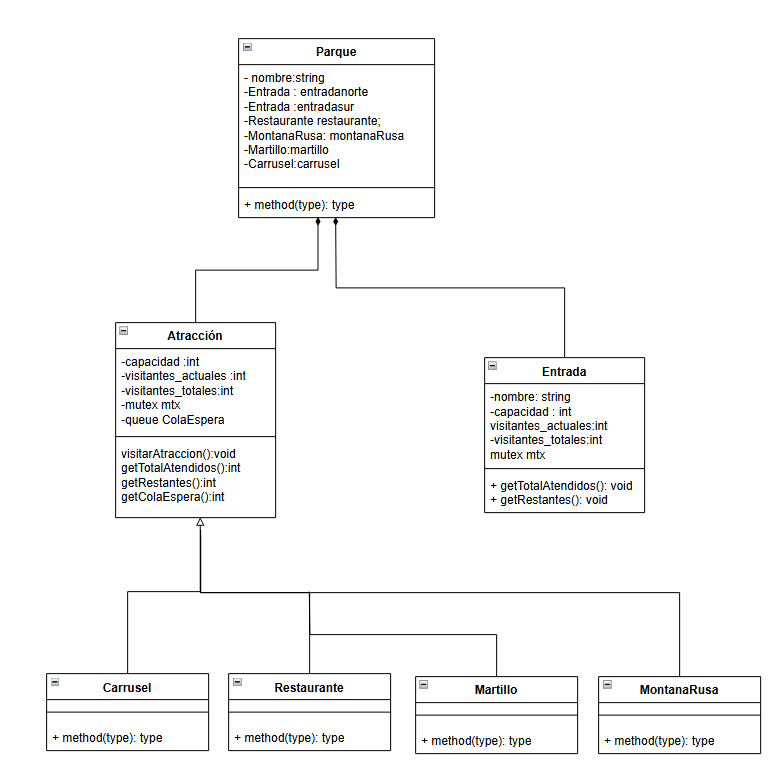 Parque
- nombre:string
-Entrada : entradanorte
-Entrada :entradasur
-Restaurante restaurante;
-MontanaRusa: montanaRusa
-Martillo:martillo
-Carrusel:carrusel
+ method(type): type
Atracción
-capacidad :int
-visitantes_actuales :int
-visitantes_totales:int
-mutex mtx
-queue ColaEspera
visitarAtraccion():void
getTotalAtendidos():int
getRestantes():int
getColaEspera():int
Entrada
-nombre: string
-capacidad : int
visitantes_actuales:int
-visitantes_totales:int
mutex mtx
+ getTotalAtendidos(): void
+ getRestantes(): void
Carrusel
+ method(type): type
Restaurante
+ method(type): type
Martillo
+ method(type): type
MontanaRusa
+ method(type): type